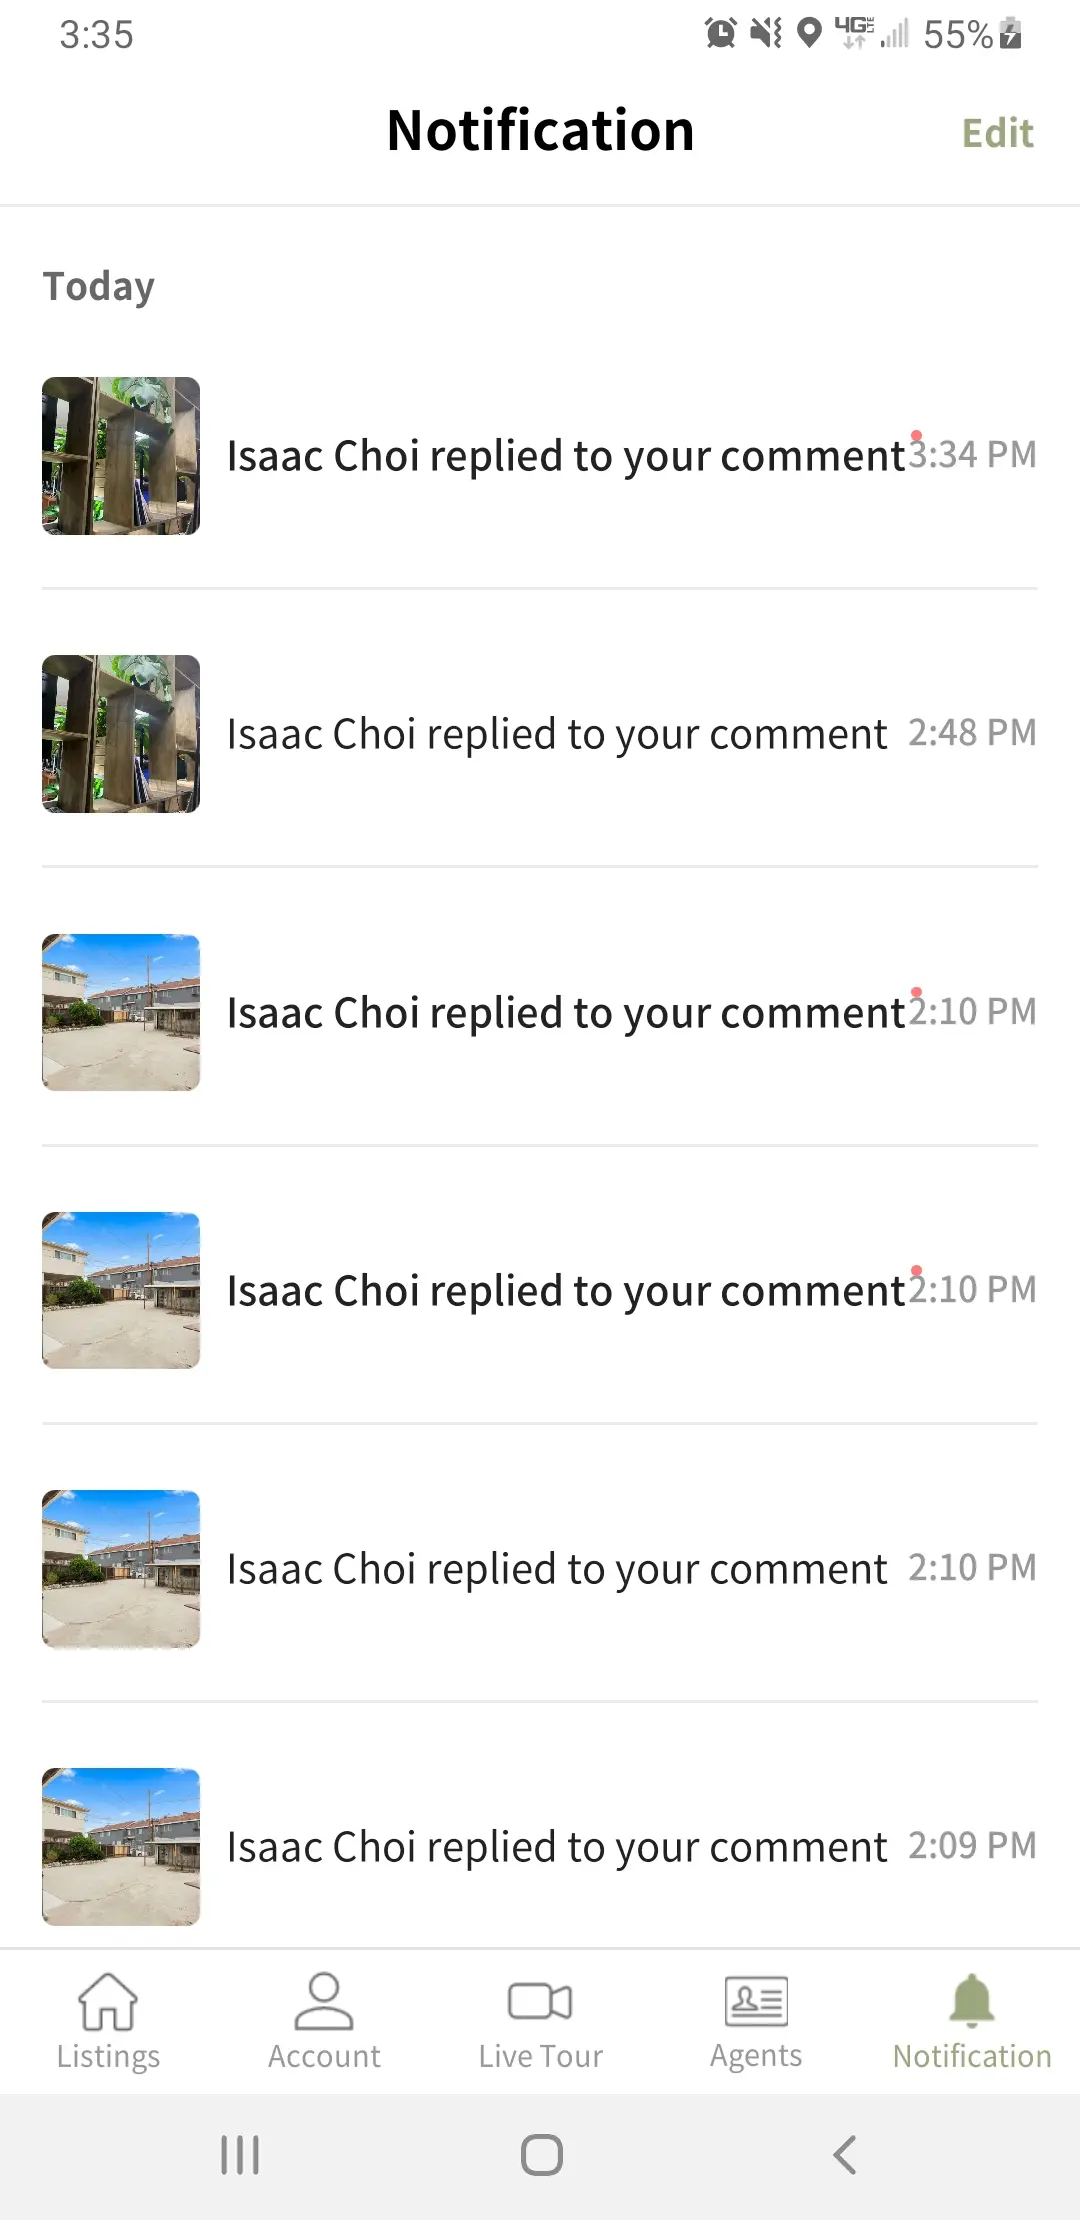 3:35 4G LTE 55%
Notification Edit
Today
Isaac Choi replied to your comment 3:34 PM
Isaac Choi replied to your comment 2:48 PM
Isaac Choi replied to your comment 2:10 PM
Isaac Choi replied to your comment 2:10 PM
Isaac Choi replied to your comment 2:10 PM
Isaac Choi replied to your comment 2:09 PM
Listings Account Live Tour Agents Notification